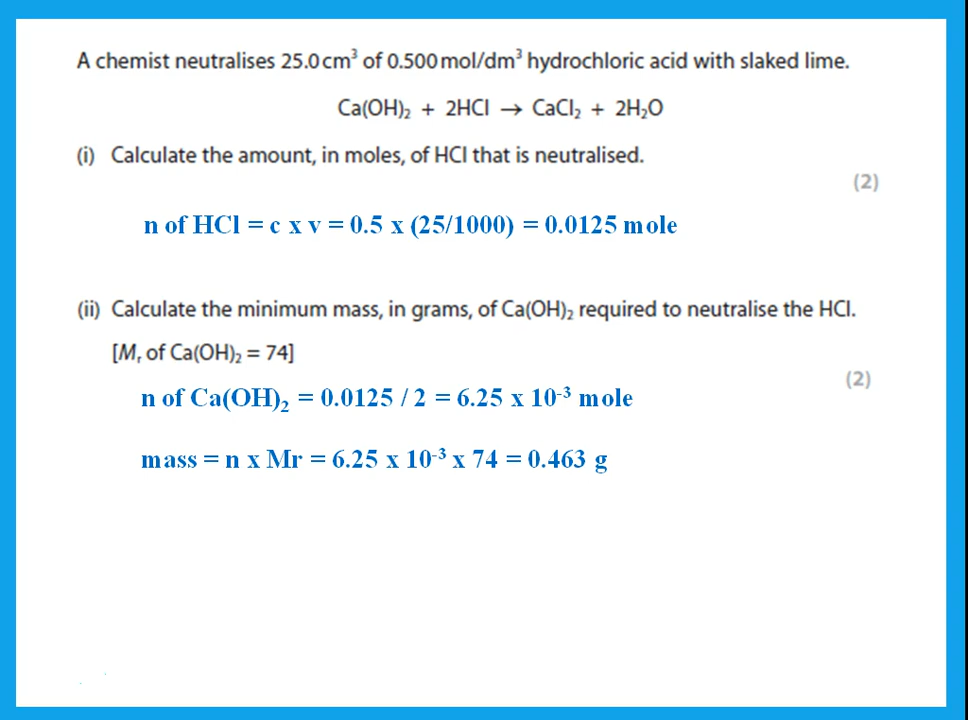 A chemist neutralises 25.0 cm³ of 0.500 mol/dm³ hydrochloric acid with slaked lime.
Ca(OH)₂ + 2HCl → CaCl₂ + 2H₂O
(i) Calculate the amount, in moles, of HCl that is neutralised.
(2)
n of HCl = c x v = 0.5 x (25/1000) = 0.0125 mole
(ii) Calculate the minimum mass, in grams, of Ca(OH)₂ required to neutralise the HCl.
[Mᵣ of Ca(OH)₂ = 74]
(2)
n of Ca(OH)₂ = 0.0125 / 2 = 6.25 x 10⁻³ mole
mass = n x Mr = 6.25 x 10⁻³ x 74 = 0.463 g